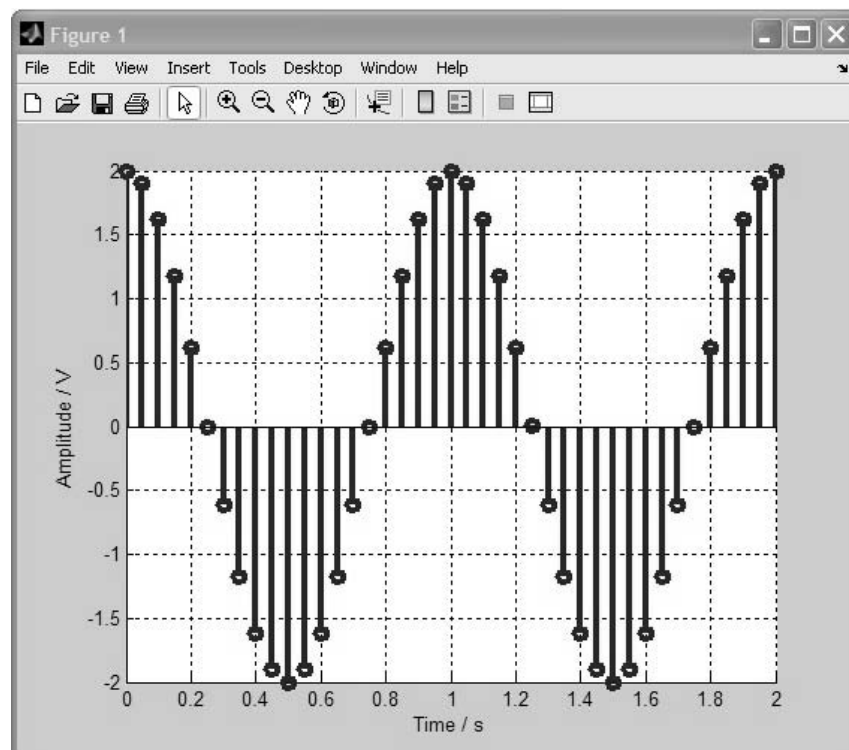 Figure 1
File Edit View Insert Tools Desktop Window Help
2
1.5
1
0.5
0
-0.5
-1
-1.5
-2
Amplitude / V
0 0.2 0.4 0.6 0.8 1 1.2 1.4 1.6 1.8 2
Time / s